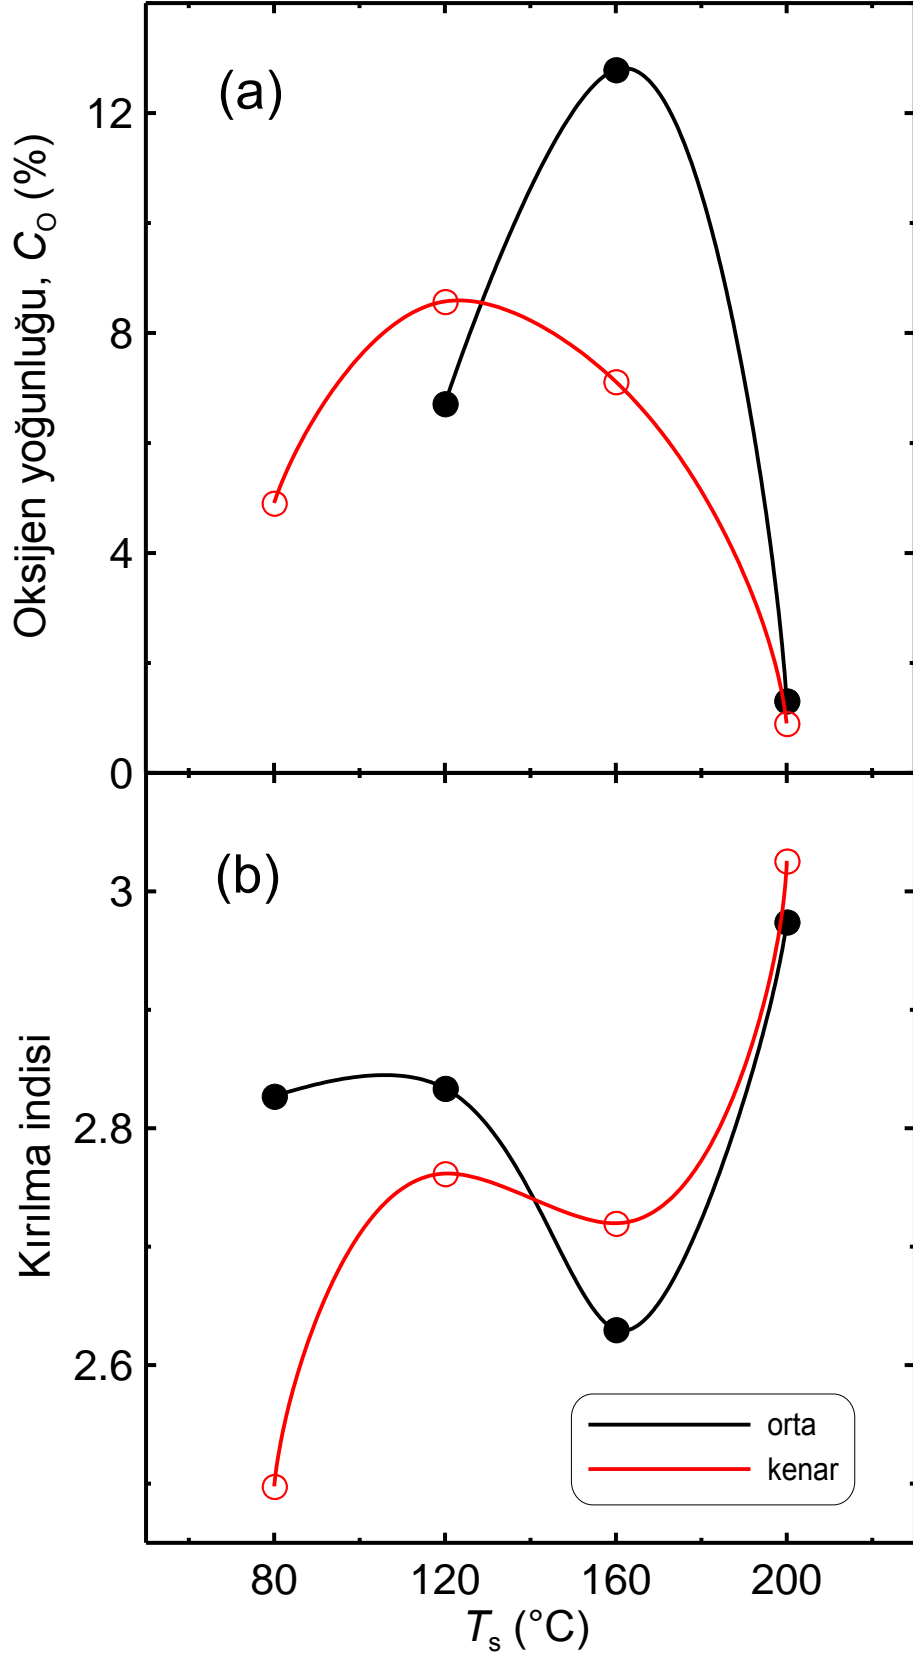 (a)
12
8
4
0
Oksijen yoğunluğu, CO (%)
(b)
3
2.8
2.6
Kırılma indisi
orta
kenar
80 120 160 200
Ts (°C)